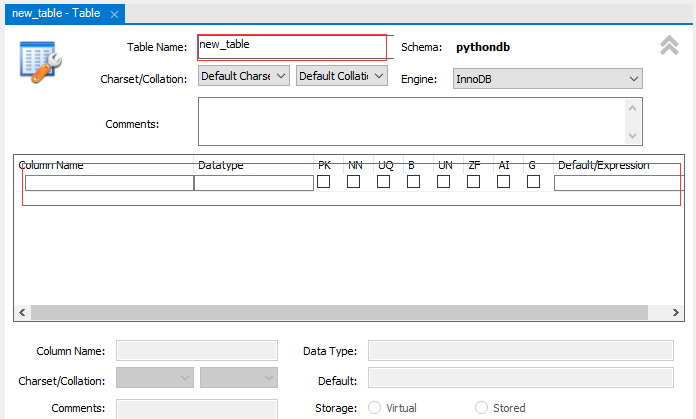 new_table - Table ×
Table Name: new_table Schema: pythondb
Charset/Collation: Default Charse Default Collati Engine: InnoDB
Comments:
Column Name Datatype PK NN UQ B UN ZF AI G Default/Expression
Column Name: Data Type:
Charset/Collation: Default:
Comments: Storage: Virtual Stored